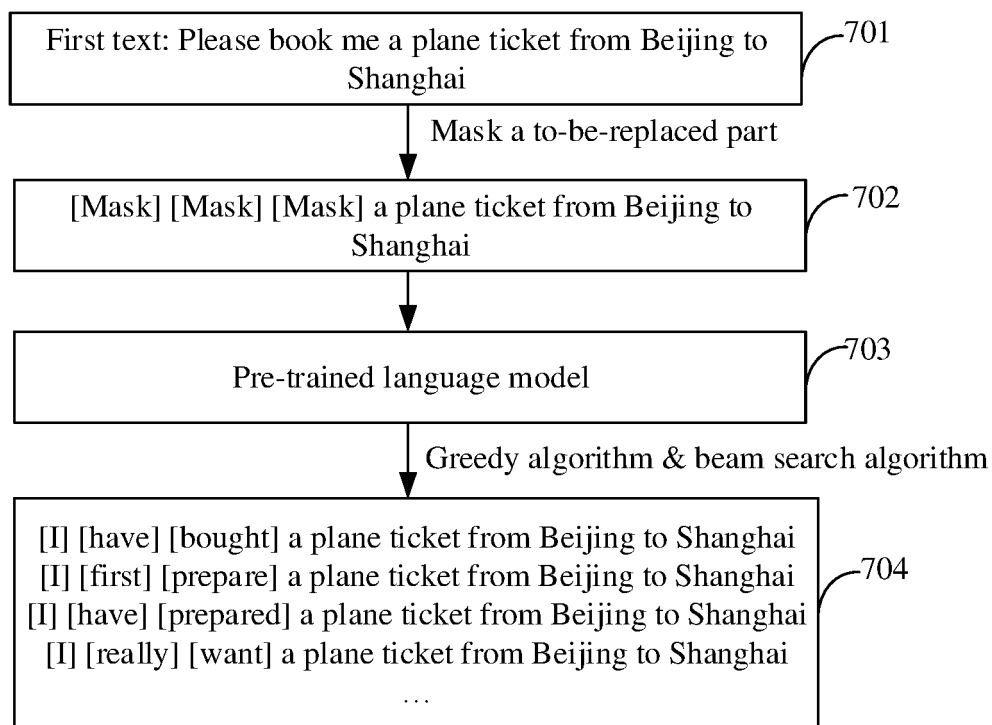 First text: Please book me a plane ticket from Beijing to
Shanghai
701
Mask a to-be-replaced part
[Mask] [Mask] [Mask] a plane ticket from Beijing to
Shanghai
702
Pre-trained language model
703
Greedy algorithm & beam search algorithm
[I] [have] [bought] a plane ticket from Beijing to Shanghai
[I] [first] [prepare] a plane ticket from Beijing to Shanghai
[I] [have] [prepared] a plane ticket from Beijing to Shanghai
[I] [really] [want] a plane ticket from Beijing to Shanghai
...
704